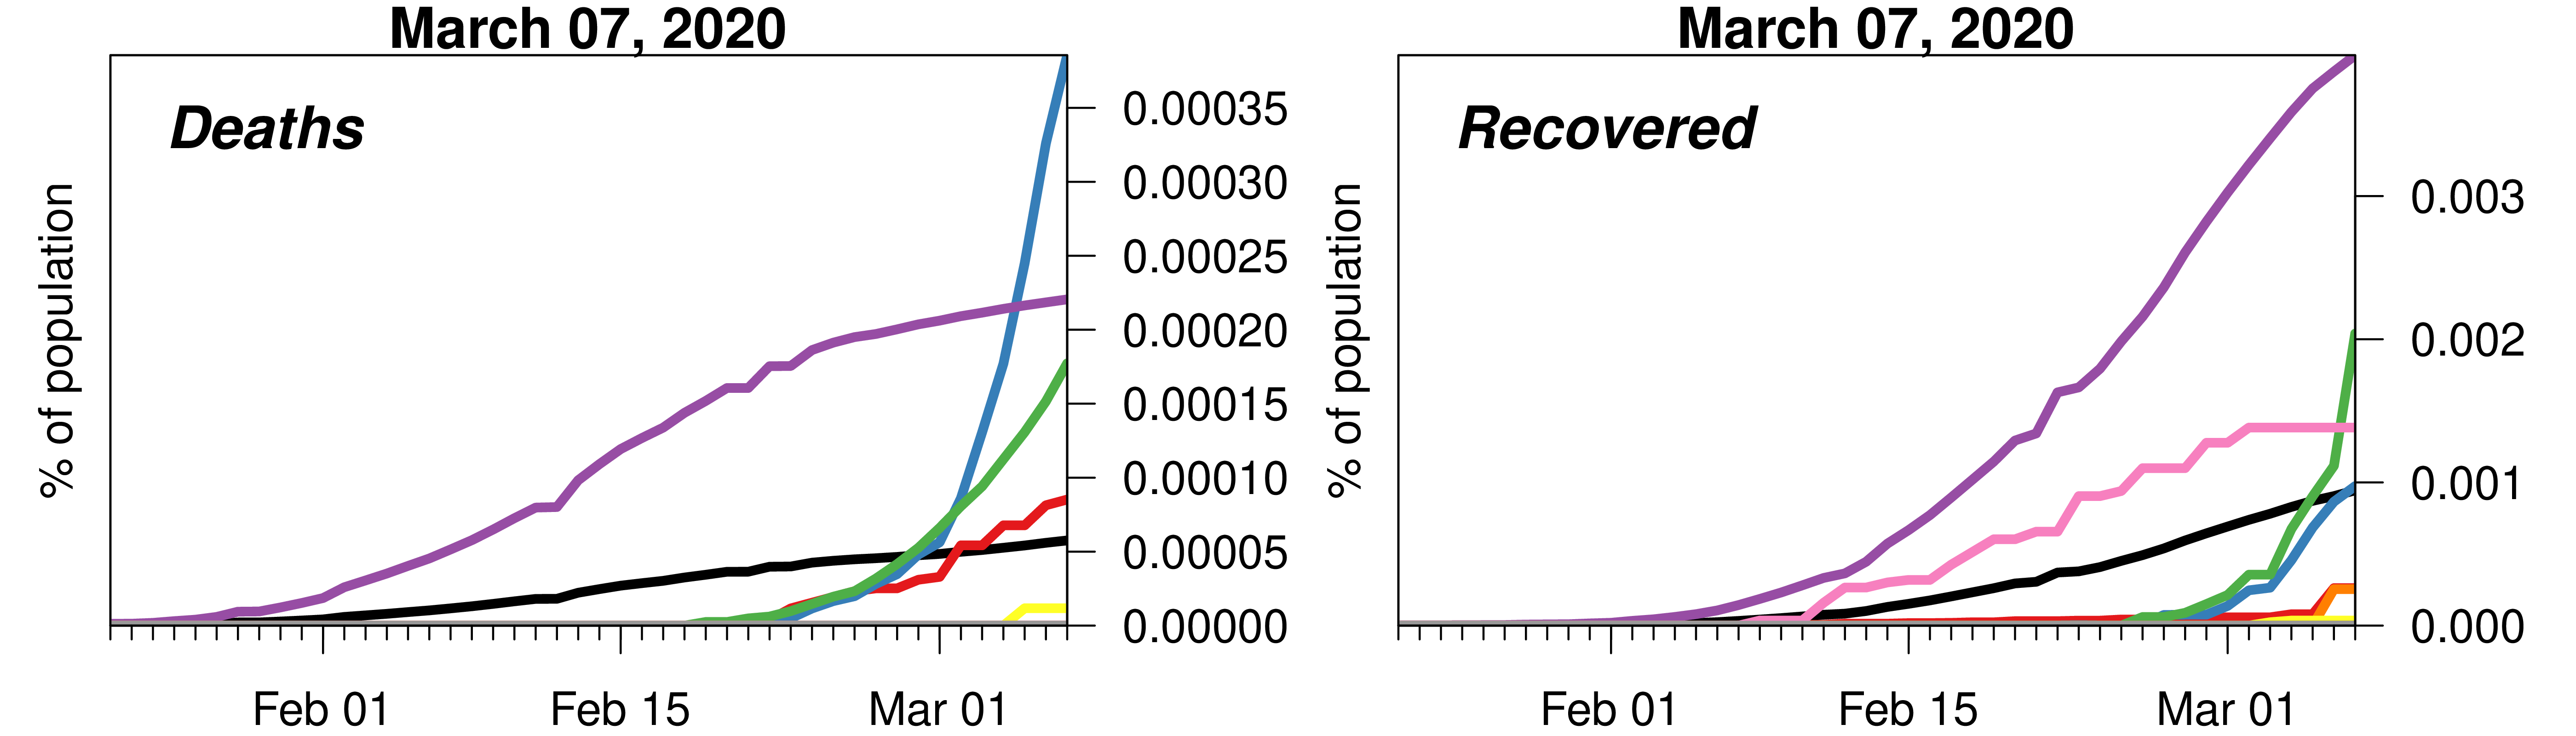 March 07, 2020
Deaths
% of population
0.00035
0.00030
0.00025
0.00020
0.00015
0.00010
0.00005
0.00000
Feb 01
Feb 15
Mar 01
March 07, 2020
Recovered
% of population
0.003
0.002
0.001
0.000
Feb 01
Feb 15
Mar 01